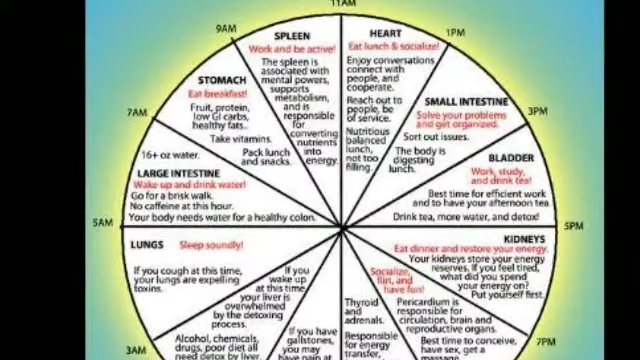 11AM
9AM
1PM
SPLEEN
Work and be active!
The spleen is
associated with
mental powers,
supports
metabolism,
and is
responsible
for
converting
nutrients
into
energy.
HEART
Eat lunch & socialize!
Enjoy conversations
connect with
people, and
cooperate.
Reach out to
people, be
of service.
Nutritious
balanced
lunch,
not too
filling.
STOMACH
Eat breakfast!
Fruit, protein,
low GI carbs,
healthy fats.
Take vitamins.
Pack lunch
and snacks.
SMALL INTESTINE
Solve your problems
and get organized.
Sort out issues.
The body is
digesting
lunch.
7AM
3PM
16+ oz water.
LARGE INTESTINE
Wake up and drink water!
Go for a brisk walk.
No caffeine at this hour.
Your body needs water for a healthy colon.
BLADDER
Work, study,
and drink tea!
Best time for efficient work
and to have your afternoon tea
Drink tea, more water, and detox!
5AM
5PM
LUNGS Sleep soundly!
If you cough at this time,
your lungs are expelling
toxins.
KIDNEYS
Eat dinner and restore your energy.
Your kidneys store your energy
reserves. If you feel tired,
what did you spend
your energy on?
Put yourself first.
If you
wake up
at this time
your liver is
overwhelmed
by the detoxing
process.
Alcohol, chemicals,
drugs, poor diet all
need detox by liver.
If you have
gallstones,
you may
have pain at
Socialize,
flirt, and
have fun!
Thyroid
and
adrenals.
Responsible
for energy
transfer,
Pericardium is
responsible for
circulation, brain and
reproductive organs.
Best time to conceive,
have sex, get a
massage
3AM
7PM